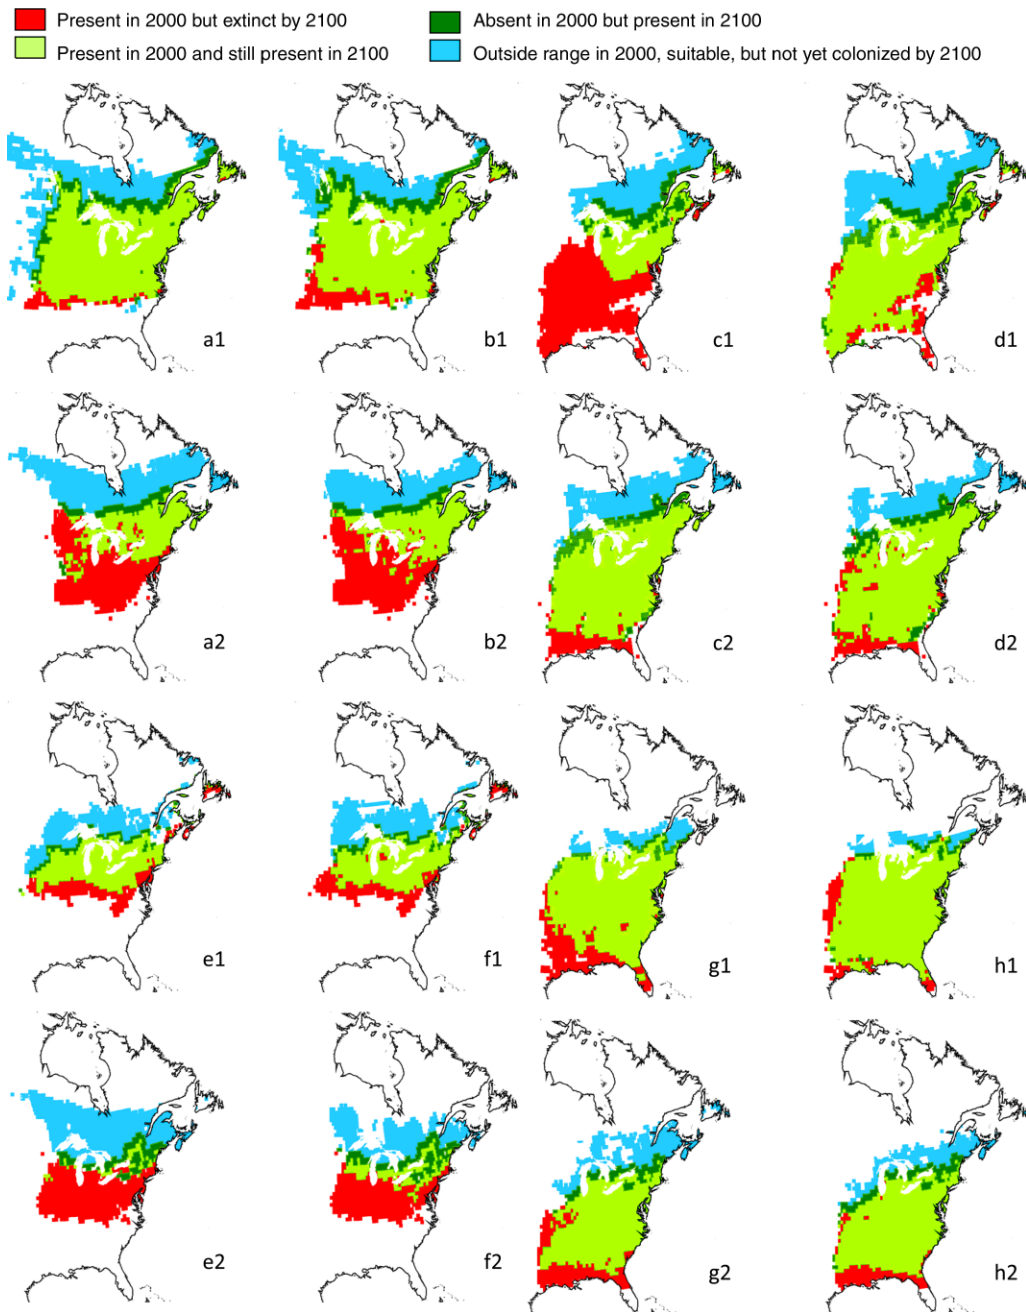 Present in 2000 but extinct by 2100
Absent in 2000 but present in 2100
Present in 2000 and still present in 2100
Outside range in 2000, suitable, but not yet colonized by 2100
a1
b1
c1
d1
a2
b2
c2
d2
e1
f1
g1
h1
e2
f2
g2
h2